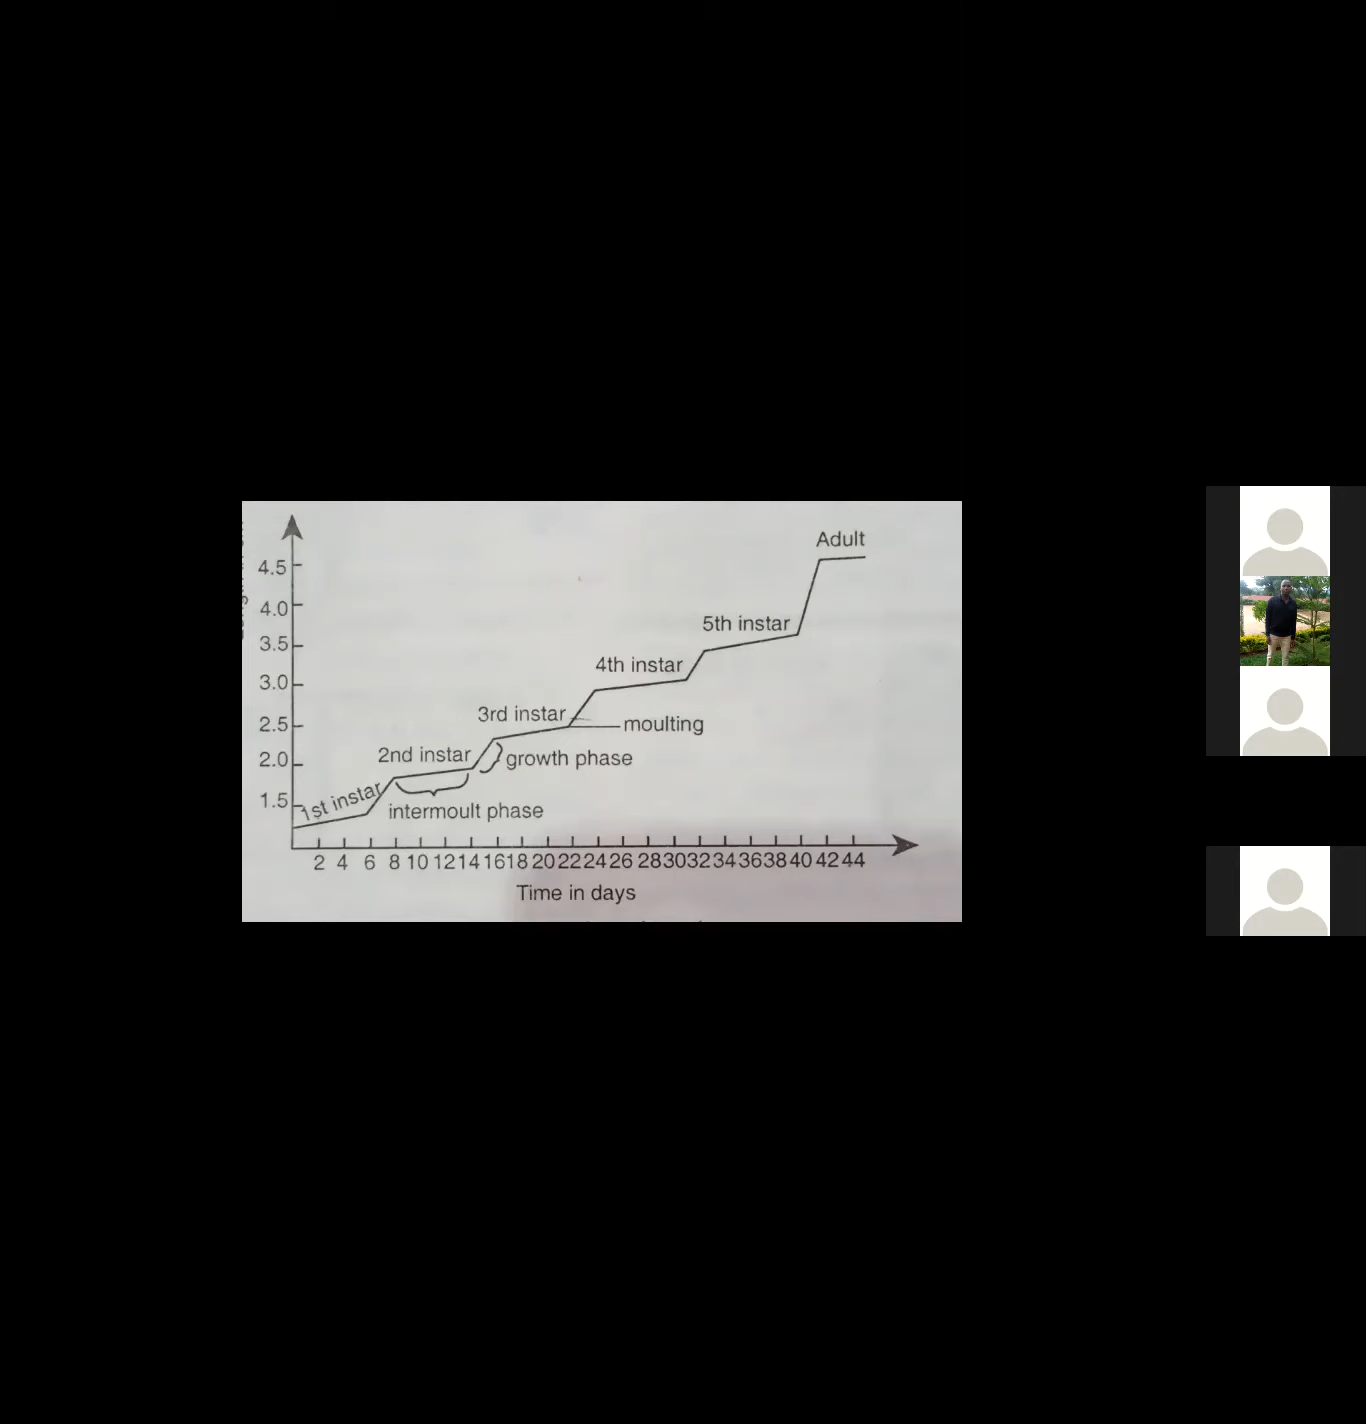 Adult
4.5
4.0
5th instar
3.5
4th instar
3.0
3rd instar
2.5
moulting
2nd instar
2.0
growth phase
1st instar
1.5
intermoult phase
2 4 6 8 10 12 14 16 18 20 22 24 26 28 30 32 34 36 38 40 42 44
Time in days